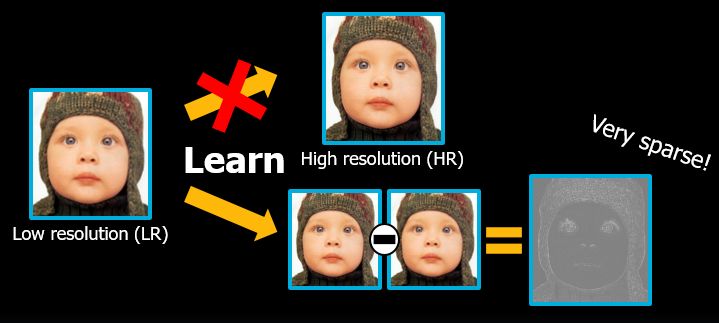 Low resolution (LR)
Learn
High resolution (HR)
Very sparse!